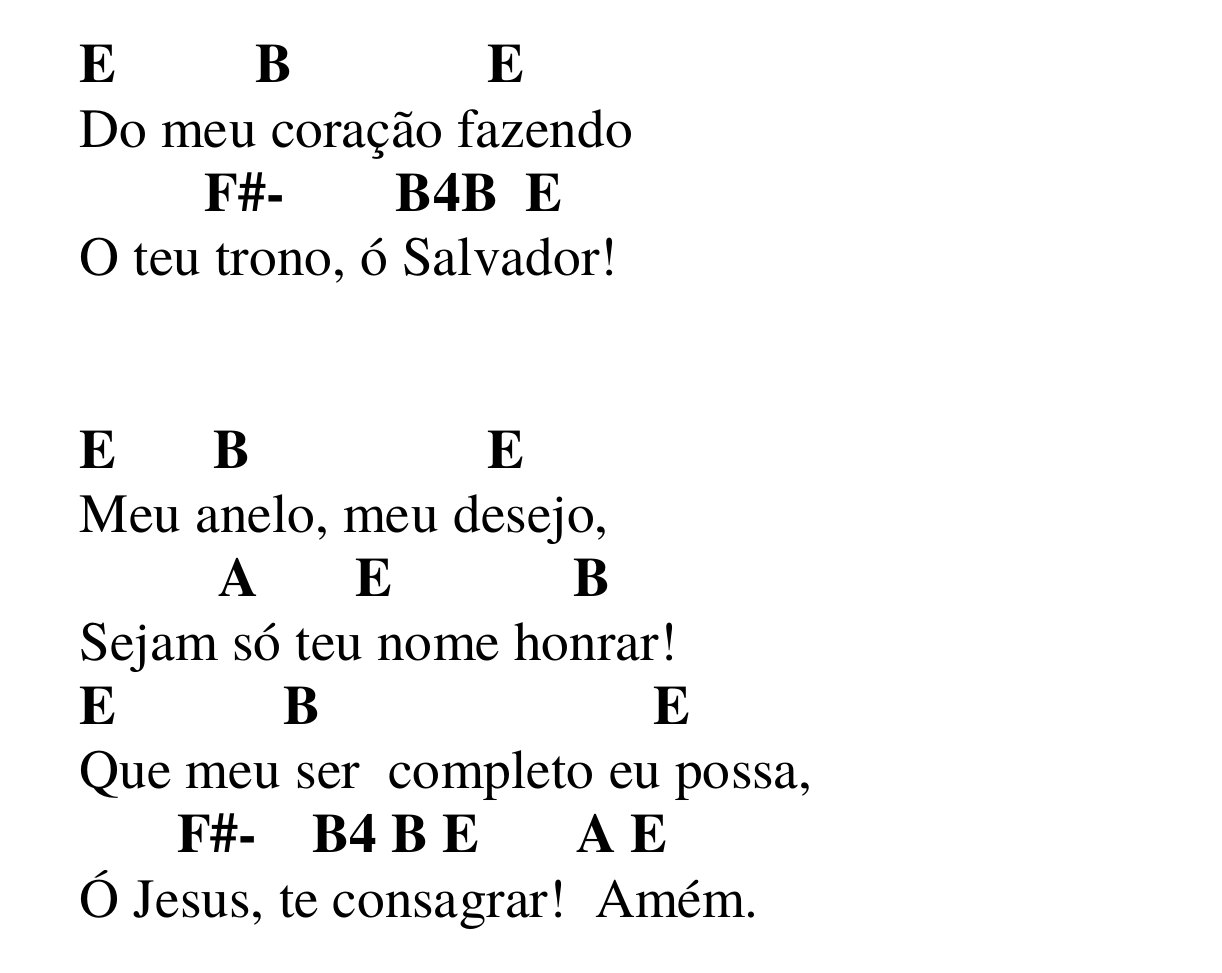 E B E
Do meu coração fazendo
F#- B4B E
O teu trono, ó Salvador!
E B E
Meu anelo, meu desejo,
A E B
Sejam só teu nome honrar!
E B E
Que meu ser completo eu possa,
F#- B4 B E A E
Ó Jesus, te consagrar! Amém.